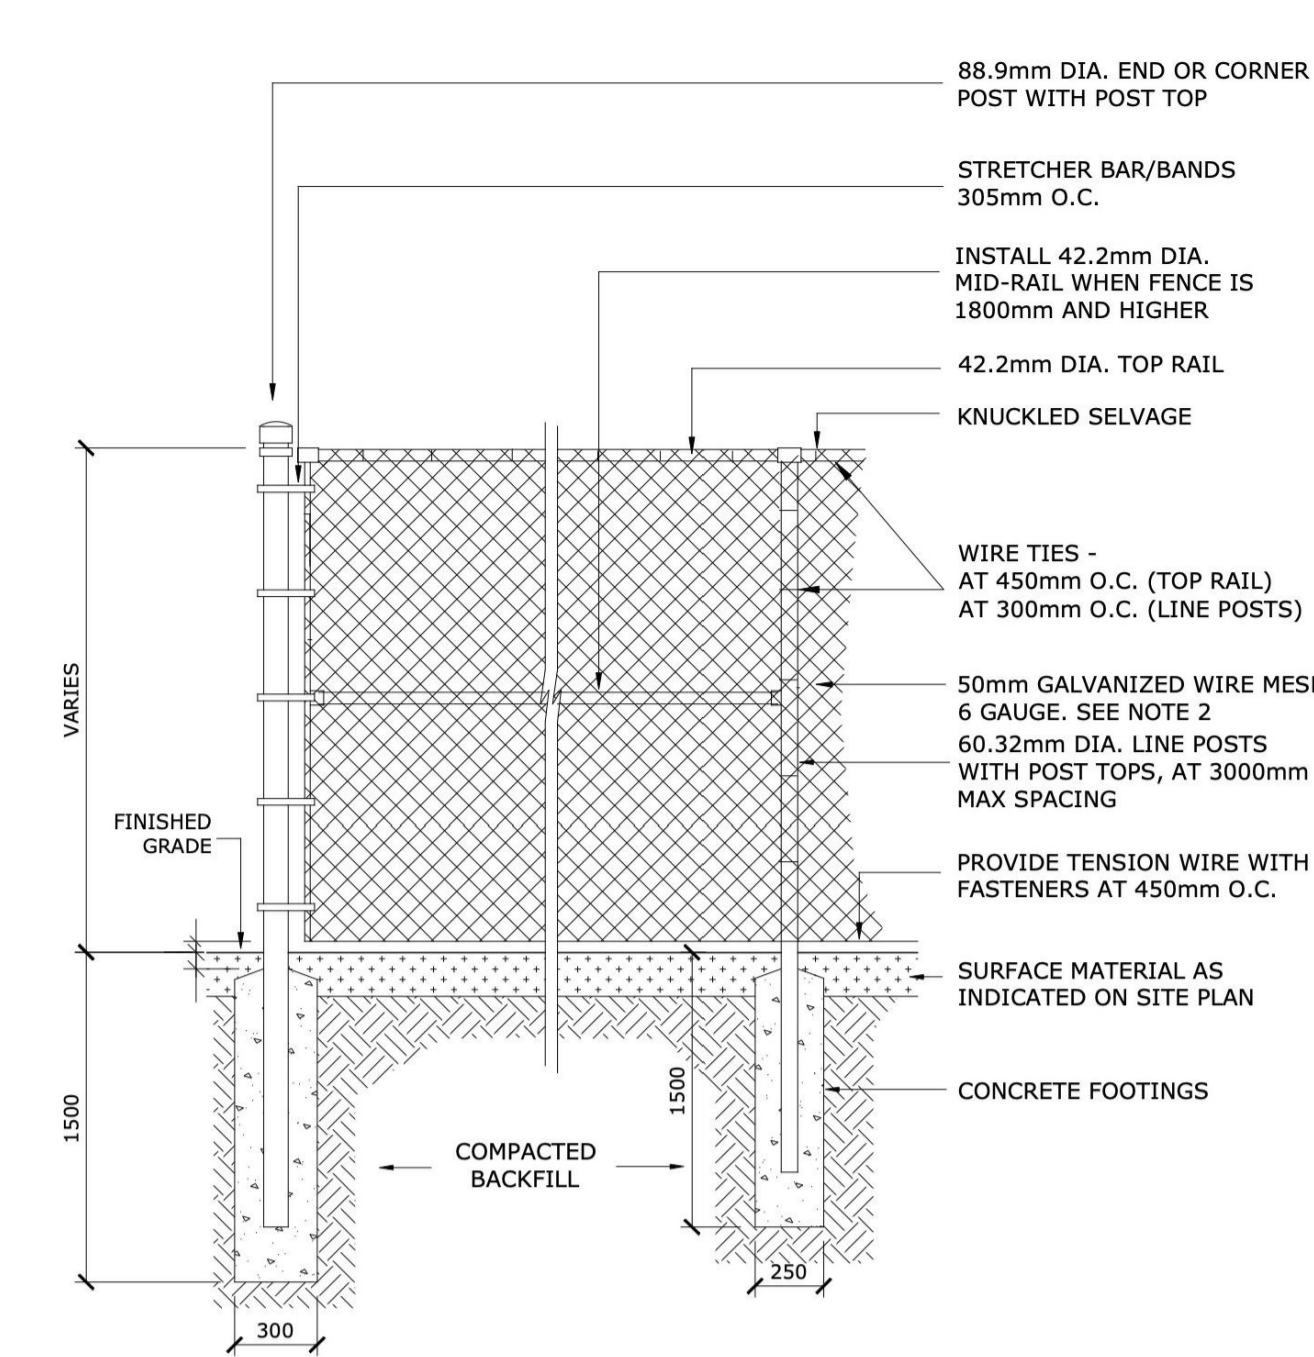 88.9mm DIA. END OR CORNER
POST WITH POST TOP
STRETCHER BAR/BANDS
305mm O.C.
INSTALL 42.2mm DIA.
MID-RAIL WHEN FENCE IS
1800mm AND HIGHER
42.2mm DIA. TOP RAIL
KNUCKLED SELVAGE
WIRE TIES -
AT 450mm O.C. (TOP RAIL)
AT 300mm O.C. (LINE POSTS)
50mm GALVANIZED WIRE MES
6 GAUGE. SEE NOTE 2
60.32mm DIA. LINE POSTS
WITH POST TOPS, AT 3000mm
MAX SPACING
VARIES
FINISHED
GRADE
PROVIDE TENSION WIRE WITH
FASTENERS AT 450mm O.C.
SURFACE MATERIAL AS
INDICATED ON SITE PLAN
CONCRETE FOOTINGS
1500
1500
COMPACTED
BACKFILL
250
300